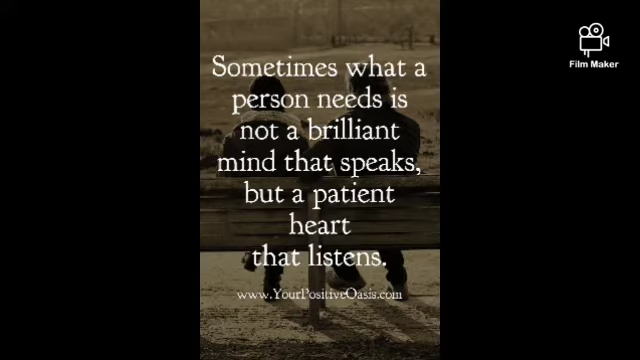 Sometimes what a
person needs is
not a brilliant
mind that speaks,
but a patient
heart
that listens.
www.YourPositiveOasis.com
Film Maker